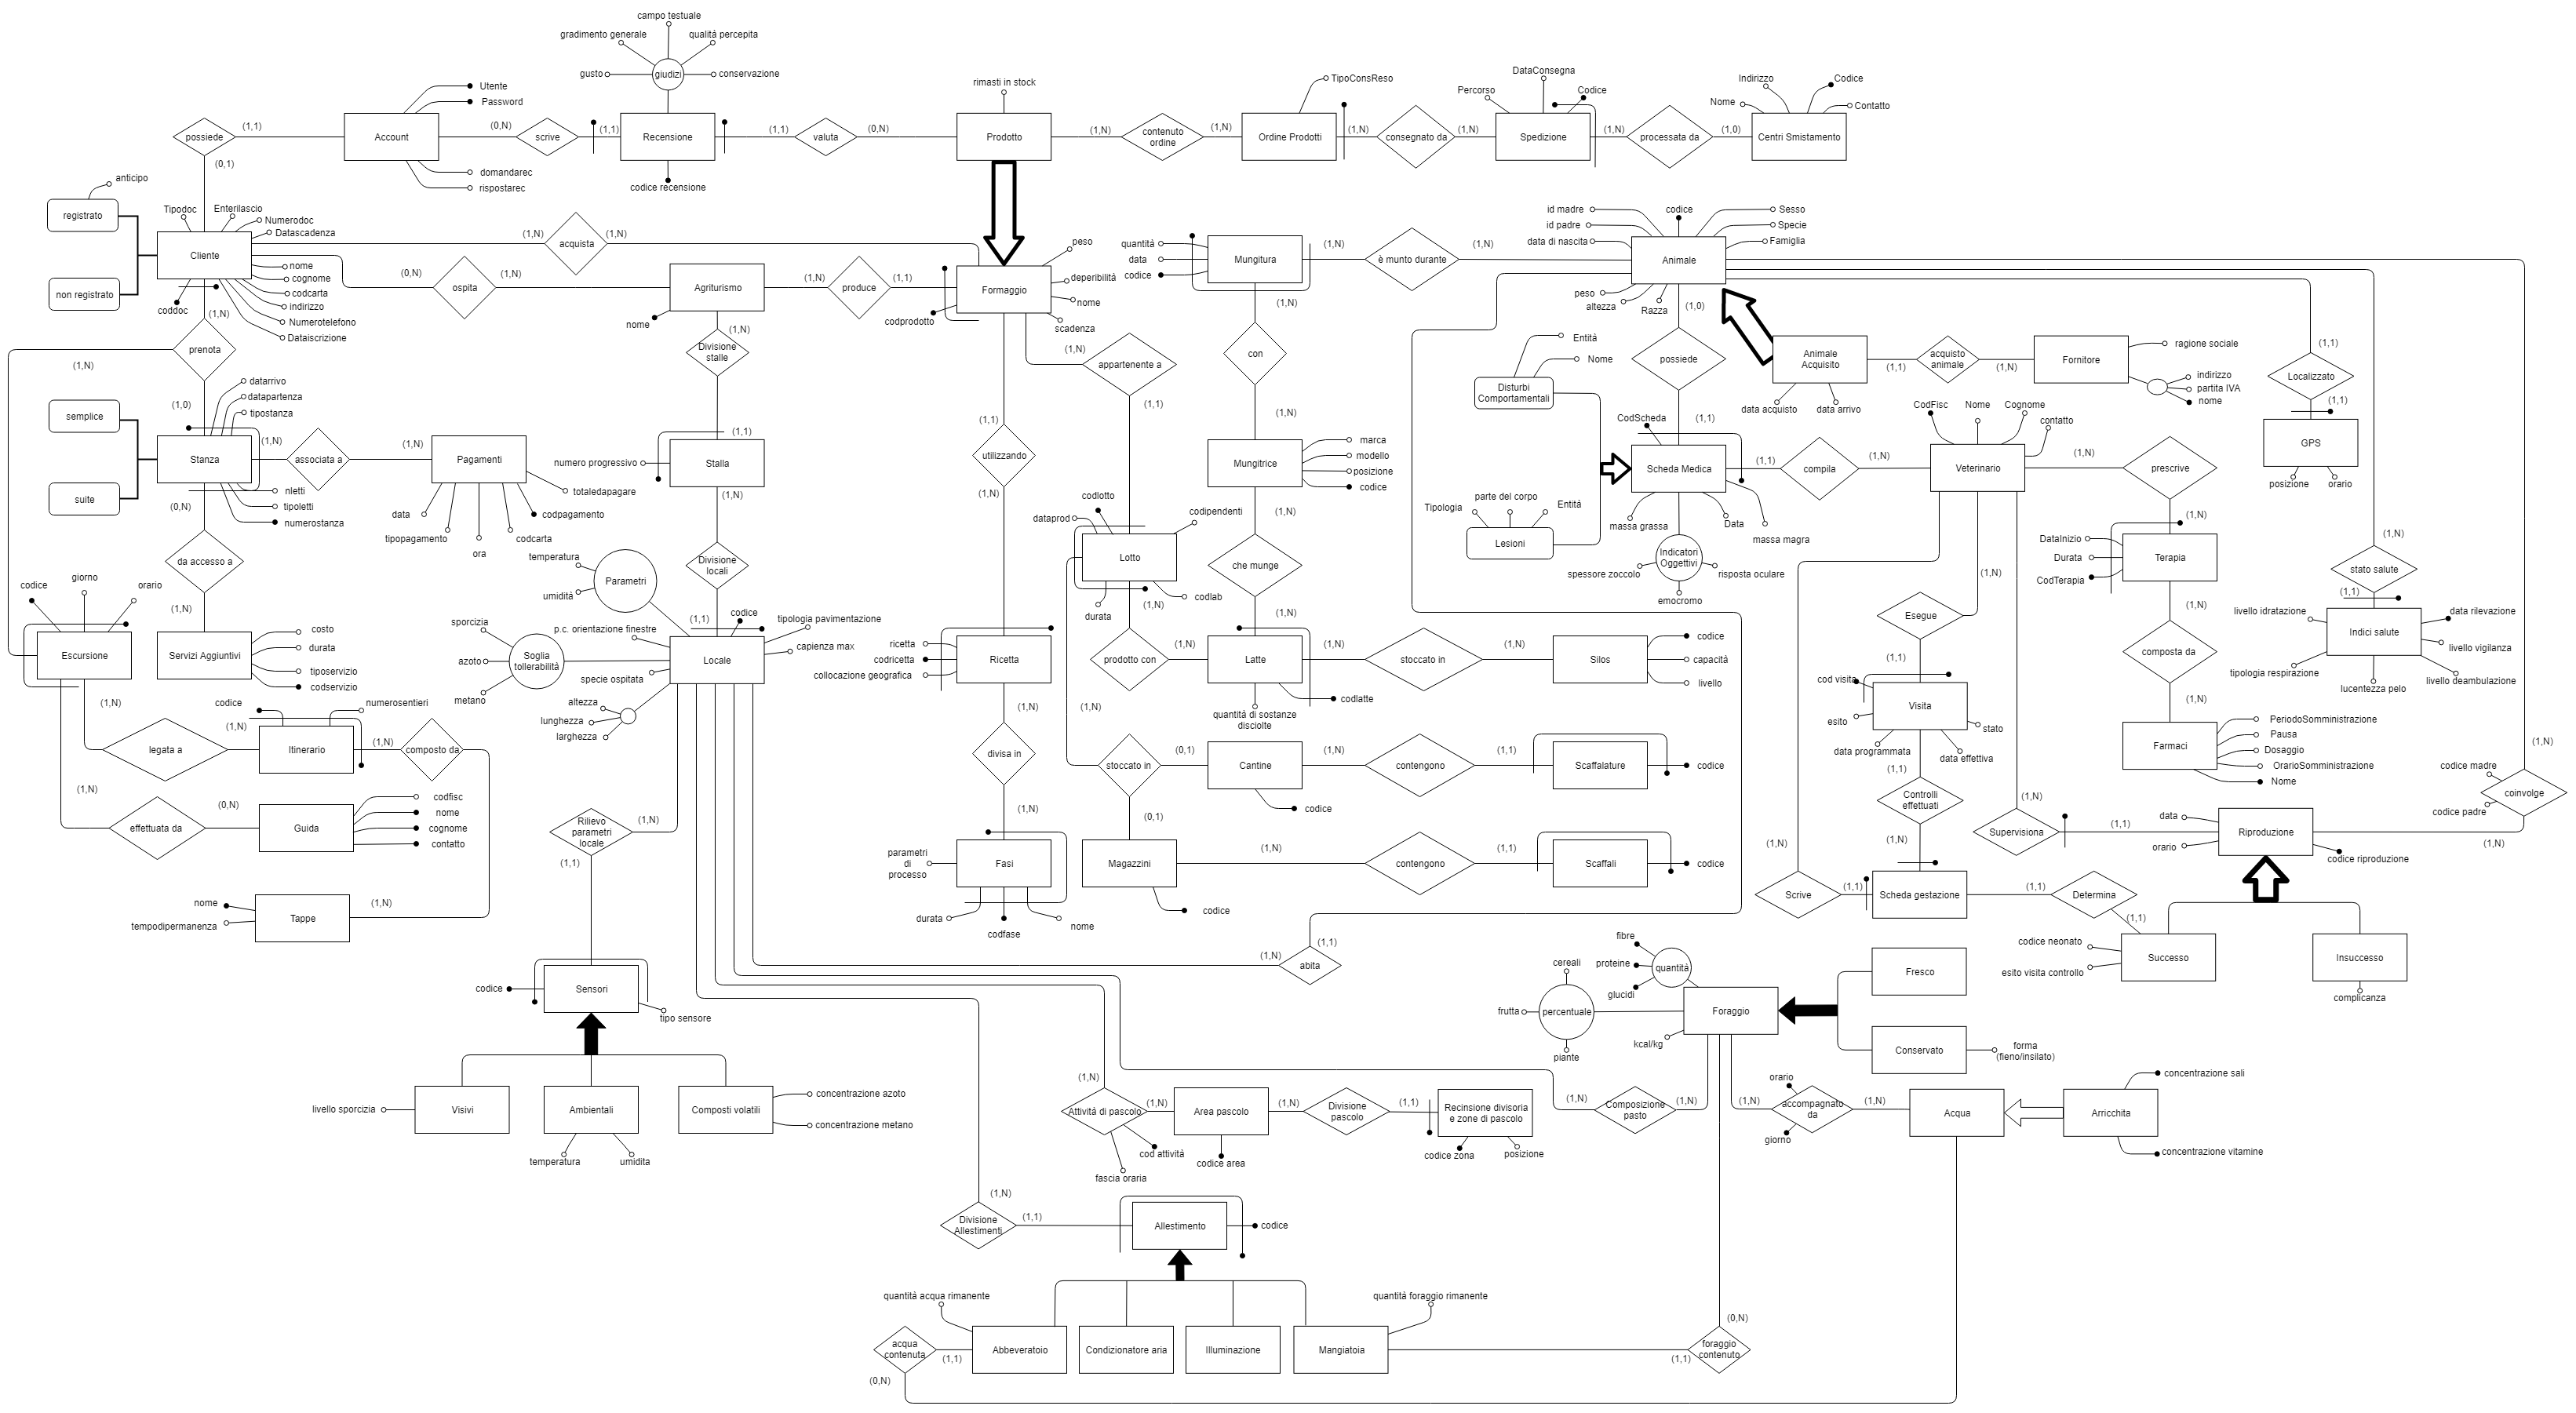 campo testuale
gradimento generale
qualità percepita
gusto
giudizi
conservazione
Utente
Password
rimasti in stock
TipoConsReso
DataConsegna
Percorso
Codice
Indirizzo
Codice
Nome
Contatto
possiede
(1,1)
Account
(0,N)
scrive
(1,1)
Recensione
(1,1)
valuta
(0,N)
Prodotto
(1,N)
contenuto
ordine
(1,N)
Ordine Prodotti
(1,N)
consegnato da
(1,N)
Spedizione
(1,N)
processata da
(1,0)
Centri Smistamento
(0,1)
domandarec
rispostarec
codice recensione
anticipo
registrato
non registrato
Tipodoc
Enterilascio
Numerodoc
Datascadenza
Cliente
nome
cognome
codcarta
indirizzo
Numerotelefono
Dataiscrizione
coddoc
(1,N)
acquista
(1,N)
(0,N)
ospita
(1,N)
Agriturismo
nome
(1,N)
produce
(1,1)
Formaggio
peso
deperibilità
nome
scadenza
codprodotto
quantità
data
codice
Mungitura
(1,N)
è munto durante
(1,N)
id madre
id padre
data di nascita
codice
Sesso
Specie
Famiglia
Animale
peso
altezza
Razza
(1,0)
(1,N)
prenota
(1,N)
(1,0)
(1,N)
Divisione
stalle
(1,N)
appartenente a
(1,1)
(1,N)
con
(1,N)
Entità
Nome
Disturbi
Comportamentali
possiede
(1,1)
Animale
Acquisito
data acquisto
data arrivo
(1,1)
acquisto
animale
(1,N)
Fornitore
ragione sociale
indirizzo
partita IVA
nome
(1,1)
Localizzato
(1,1)
GPS
posizione
orario
semplice
suite
datarrivo
datapartenza
tipostanza
Stanza
(1,N)
associata a
(1,N)
Pagamenti
nletti
tipoletti
numerostanza
data
tipopagamento
ora
codcarta
codpagamento
totaledapagare
(1,1)
numero progressivo
Stalla
(1,N)
(1,1)
utilizzando
(1,N)
Mungitrice
marca
modello
posizione
codice
(1,N)
CodScheda
Scheda Medica
(1,1)
compila
(1,N)
CodFisc
Nome
Cognome
contatto
Veterinario
(1,N)
prescrive
(1,N)
Tipologia
parte del corpo
Entità
Lesioni
massa grassa
Data
massa magra
Indicatori
Oggettivi
spessore zoccolo
risposta oculare
emocromo
(0,N)
da accesso a
(1,N)
temperatura
Parametri
umidità
Divisione
locali
(1,1)
codlotto
dataprod
codipendenti
Lotto
durata
codlab
(1,N)
che munge
(1,N)
DataInizio
Durata
CodTerapia
Terapia
(1,N)
(1,N)
stato salute
(1,1)
codice
giorno
orario
Escursione
Servizi Aggiuntivi
costo
durata
tiposervizio
codservizio
sporcizia
azoto
metano
Soglia
tollerabilità
p.c. orientazione finestre
codice
tipologia pavimentazione
capienza max
Locale
specie ospitata
altezza
lunghezza
larghezza
ricetta
codricetta
collocazione geografica
Ricetta
(1,N)
prodotto con
(1,N)
Latte
(1,N)
stoccato in
(1,N)
Silos
codice
capacità
livello
codlatte
quantità di sostanze
disciolte
(1,N)
Esegue
(1,1)
cod visita
Visita
esito
stato
data programmata
data effettiva
composta da
(1,N)
livello idratazione
data rilevazione
Indici salute
livello vigilanza
livello deambulazione
tipologia respirazione
lucentezza pelo
(1,N)
legata a
(1,N)
codice
numerosentieri
Itinerario
(1,N)
composto da
divisa in
(1,N)
(1,N)
stoccato in
(0,1)
Cantine
(1,N)
contengono
(1,1)
Scaffalature
codice
codice
Farmaci
PeriodoSomministrazione
Pausa
Dosaggio
OrarioSomministrazione
Nome
(1,N)
codice madre
coinvolge
codice padre
(1,N)
(1,N)
effettuata da
(0,N)
Guida
codfisc
nome
cognome
contatto
Rilievo
parametri
locale
(1,N)
(1,1)
(0,1)
(1,1)
Controlli
effettuati
(1,N)
(1,N)
Supervisiona
(1,1)
data
orario
Riproduzione
codice riproduzione
parametri
di
processo
Fasi
durata
codfase
nome
Magazzini
(1,N)
contengono
(1,1)
Scaffali
codice
codice
(1,N)
Scrive
(1,1)
Scheda gestazione
(1,1)
Determina
(1,1)
nome
tempodipermanenza
Tappe
(1,N)
(1,N)
abita
(1,1)
codice neonato
esito visita controllo
Successo
Insuccesso
complicanza
codice
Sensori
tipo sensore
fibre
proteine
glucidi
quantità
cereali
frutta
percentuale
piante
Foraggio
kcal/kg
Fresco
Conservato
forma
(fieno/insilato)
livello sporcizia
Visivi
Ambientali
temperatura
umidita
Composti volatili
concentrazione azoto
concentrazione metano
(1,N)
Attività di pascolo
(1,N)
cod attività
fascia oraria
Area pascolo
codice area
(1,N)
Divisione
pascolo
(1,1)
Recinsione divisoria
e zone di pascolo
codice zona
posizione
(1,N)
Composizione
pasto
(1,N)
(1,N)
orario
accompagnato
da
giorno
(1,N)
Acqua
Arricchita
concentrazione sali
concentrazione vitamine
(1,N)
Divisione
Allestimenti
(1,1)
Allestimento
codice
quantità acqua rimanente
quantità foraggio rimanente
acqua
contenuta
(1,1)
(0,N)
Abbeveratoio
Condizionatore aria
Illuminazione
Mangiatoia
(0,N)
foraggio
contenuto
(1,1)